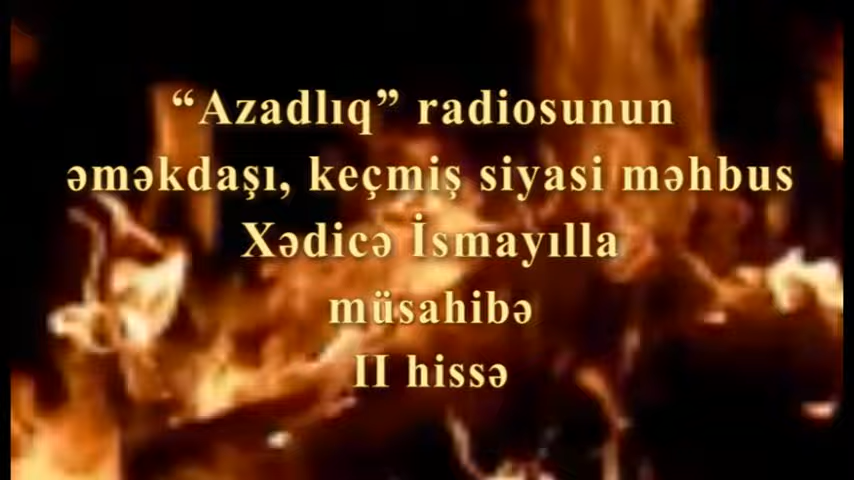 “Azadlıq” radiosunun
əməkdaşı, keçmiş siyasi məhbus
Xədicə İsmayılla
müsahibə
II hissə